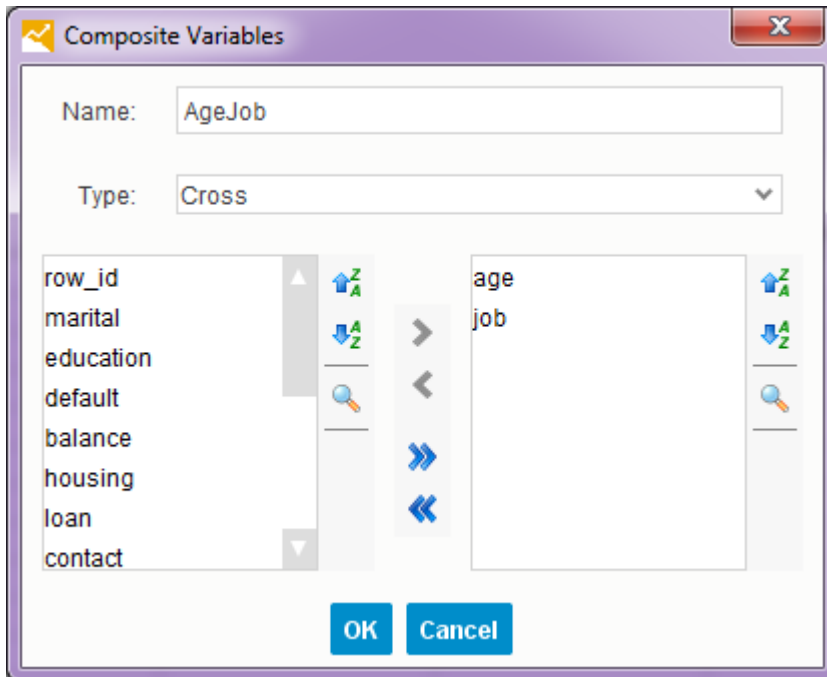 Composite Variables
Name: AgeJob
Type: Cross
row_id
marital
education
default
balance
housing
loan
contact
Z
A
A
Z
age
job
Z
A
A
Z
OK Cancel